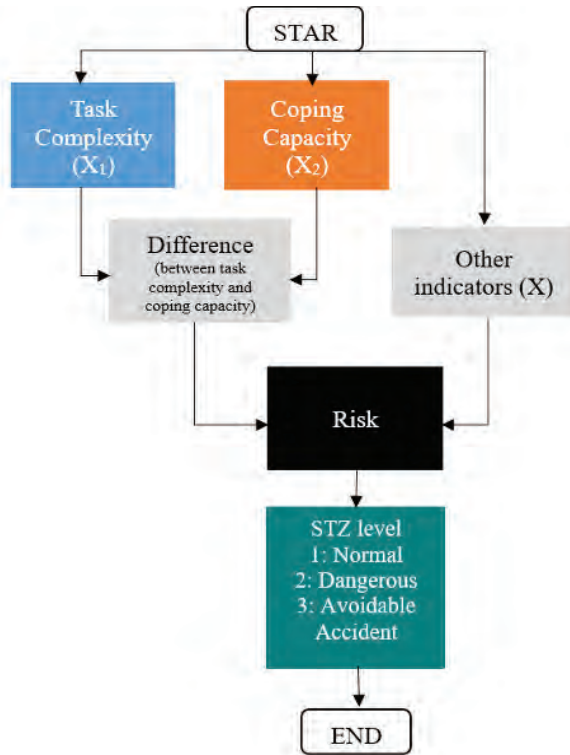 STAR
Task
Complexity
(X₁)
Coping
Capacity
(X₂)
Difference
(between task
complexity and
coping capacity)
Other
indicators (X)
Risk
STZ level
1: Normal
2: Dangerous
3: Avoidable
Accident
END